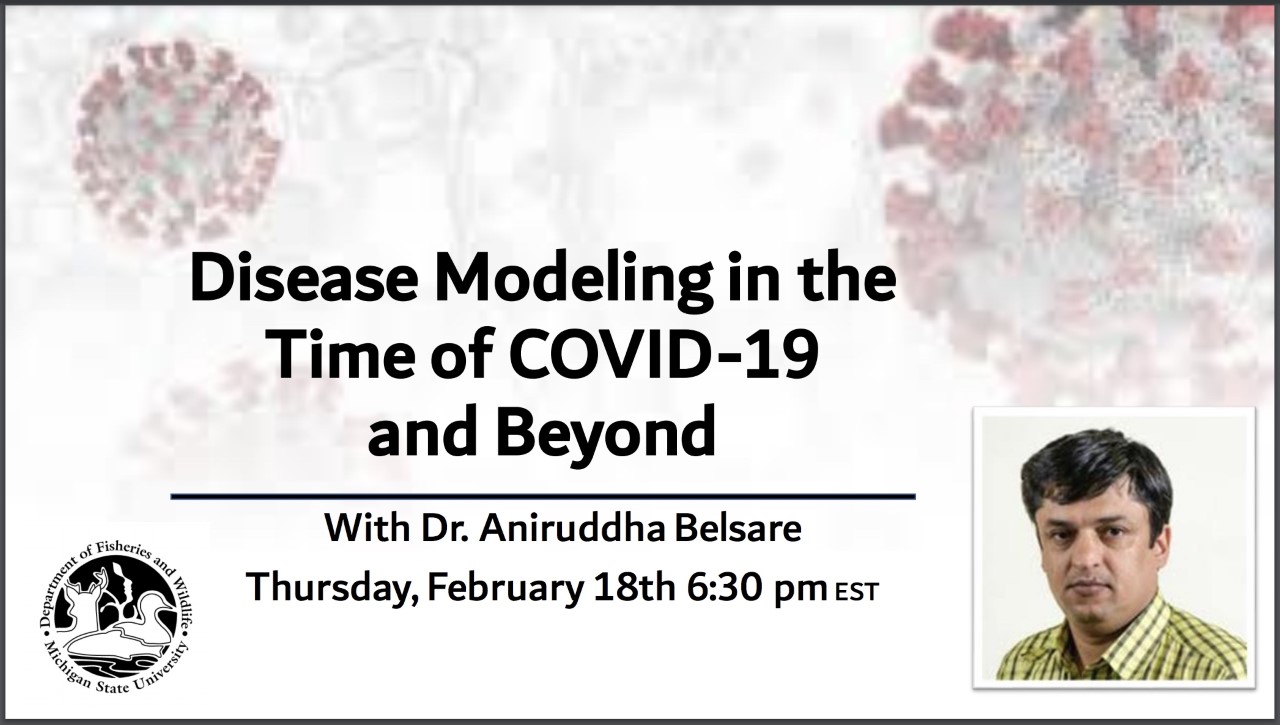 Disease Modeling in the
Time of COVID-19
and Beyond
With Dr. Aniruddha Belsare
Thursday, February 18th 6:30 pm EST
Department of Fisheries and Wildlife
• Michigan State University •